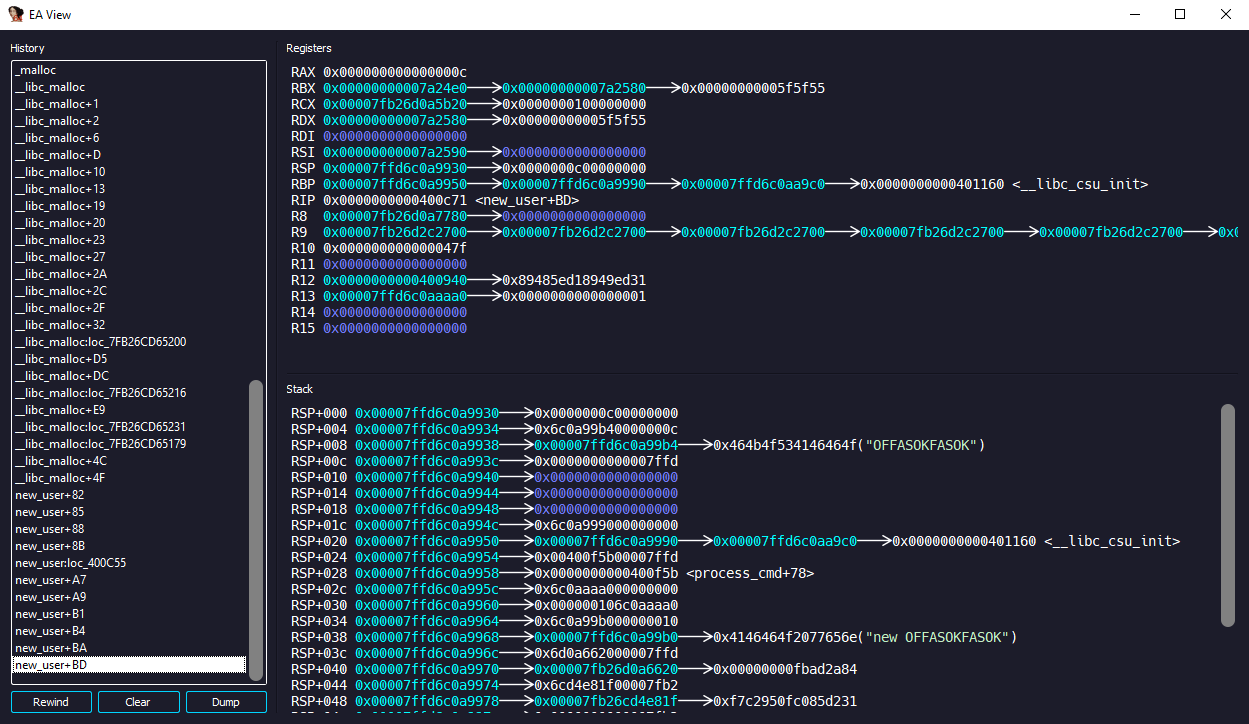 EA View
History
_malloc
__libc_malloc
__libc_malloc+1
__libc_malloc+2
__libc_malloc+6
__libc_malloc+D
__libc_malloc+10
__libc_malloc+13
__libc_malloc+19
__libc_malloc+20
__libc_malloc+23
__libc_malloc+27
__libc_malloc+2A
__libc_malloc+2C
__libc_malloc+2F
__libc_malloc+32
__libc_malloc:loc_7FB26CD65200
__libc_malloc+D5
__libc_malloc+DC
__libc_malloc:loc_7FB26CD65216
__libc_malloc+E9
__libc_malloc:loc_7FB26CD65231
__libc_malloc:loc_7FB26CD65179
__libc_malloc+4C
__libc_malloc+4F
new_user+82
new_user+85
new_user+88
new_user+8B
new_user:loc_400C55
new_user+A7
new_user+A9
new_user+B1
new_user+B4
new_user+BA
new_user+BD
Rewind Clear Dump
Registers
RAX 0x000000000000000c
RBX 0x00000000007a24e0→0x00000000007a2580→0x00000000005f5f55
RCX 0x00007fb26d0a5b20→0x0000000100000000
RDX 0x00000000007a2580→0x00000000005f5f55
RDI 0x0000000000000000
RSI 0x00000000007a2590→0x0000000000000000
RSP 0x00007ffd6c0a9930→0x0000000c00000000
RBP 0x00007ffd6c0a9950→0x00007ffd6c0a9990→0x00007ffd6c0aa9c0→0x0000000000401160 <__libc_csu_init>
RIP 0x0000000000400c71 <new_user+BD>
R8 0x00007fb26d0a7780→0x0000000000000000
R9 0x00007fb26d2c2700→0x00007fb26d2c2700→0x00007fb26d2c2700→0x00007fb26d2c2700→0x00007fb26d2c2700→0x0
R10 0x000000000000047f
R11 0x0000000000000000
R12 0x0000000000400940→0x89485ed18949ed31
R13 0x00007ffd6c0aaaa0→0x0000000000000001
R14 0x0000000000000000
R15 0x0000000000000000
Stack
RSP+000 0x00007ffd6c0a9930→0x0000000c00000000
RSP+004 0x00007ffd6c0a9934→0x6c0a99b40000000c
RSP+008 0x00007ffd6c0a9938→0x00007ffd6c0a99b4→0x464b4f534146464f("OFFASOKFASOK")
RSP+00c 0x00007ffd6c0a993c→0x0000000000007ffd
RSP+010 0x00007ffd6c0a9940→0x0000000000000000
RSP+014 0x00007ffd6c0a9944→0x0000000000000000
RSP+018 0x00007ffd6c0a9948→0x0000000000000000
RSP+01c 0x00007ffd6c0a994c→0x6c0a999000000000
RSP+020 0x00007ffd6c0a9950→0x00007ffd6c0a9990→0x00007ffd6c0aa9c0→0x0000000000401160 <__libc_csu_init>
RSP+024 0x00007ffd6c0a9954→0x00400f5b00007ffd
RSP+028 0x00007ffd6c0a9958→0x0000000000400f5b <process_cmd+78>
RSP+02c 0x00007ffd6c0a995c→0x6c0aaaa000000000
RSP+030 0x00007ffd6c0a9960→0x000000106c0aaaa0
RSP+034 0x00007ffd6c0a9964→0x6c0a99b000000010
RSP+038 0x00007ffd6c0a9968→0x00007ffd6c0a99b0→0x4146464f2077656e("new OFFASOKFASOK")
RSP+03c 0x00007ffd6c0a996c→0x6d0a662000007ffd
RSP+040 0x00007ffd6c0a9970→0x00007fb26d0a6620→0x00000000fbad2a84
RSP+044 0x00007ffd6c0a9974→0x6cd4e81f00007fb2
RSP+048 0x00007ffd6c0a9978→0x00007fb26cd4e81f→0xf7c2950fc085d231